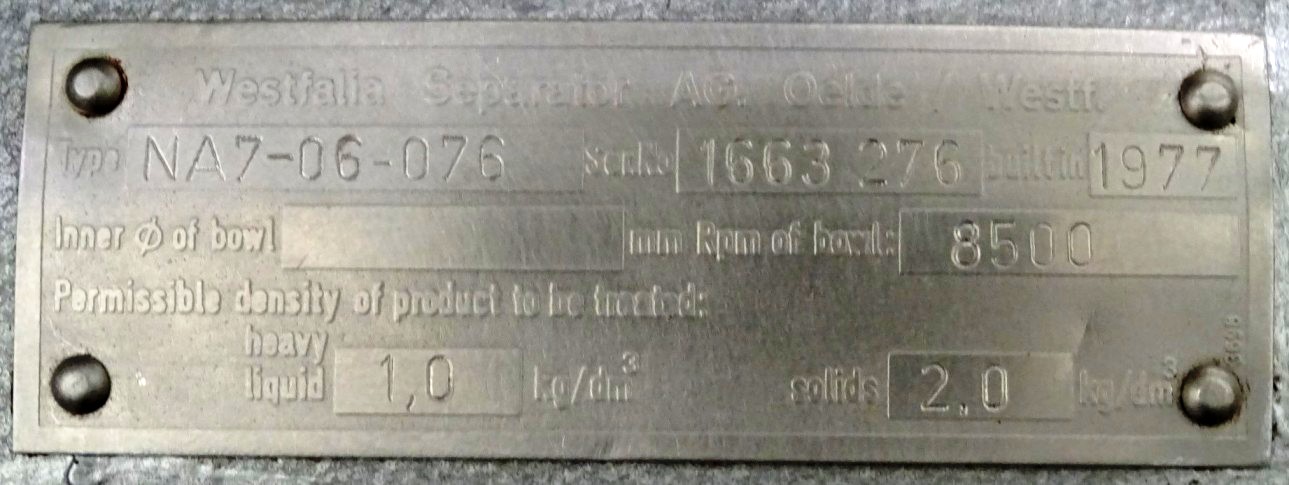 Westfalia Separator AG. Oelde / Westf.
Type NA7-06-076 Ser.No 1663 276 built in 1977
Inner ϕ of bowl mm Rpm of bowl: 8500
Permissible density of product to be treated:
heavy
liquid 1,0 kg/dm³ solids 2.0 kg/dm³